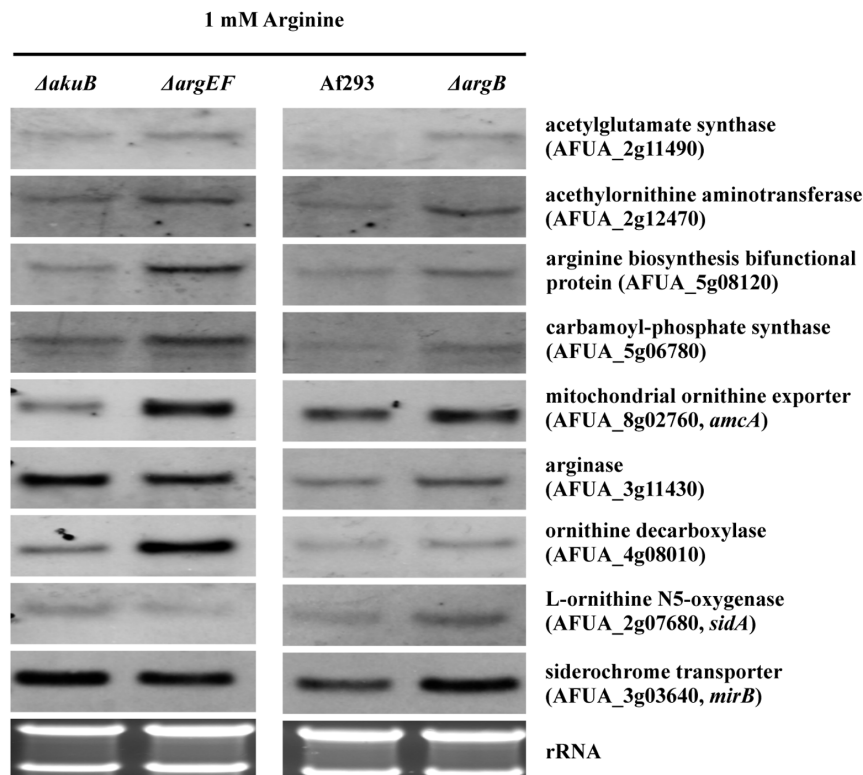 1 mM Arginine
ΔakuB ΔargEF Af293 ΔargB
acetylglutamate synthase
(AFUA_2g11490)
acethylornithine aminotransferase
(AFUA_2g12470)
arginine biosynthesis bifunctional
protein (AFUA_5g08120)
carbamoyl-phosphate synthase
(AFUA_5g06780)
mitochondrial ornithine exporter
(AFUA_8g02760, amcA)
arginase
(AFUA_3g11430)
ornithine decarboxylase
(AFUA_4g08010)
L-ornithine N5-oxygenase
(AFUA_2g07680, sidA)
siderochrome transporter
(AFUA_3g03640, mirB)
rRNA